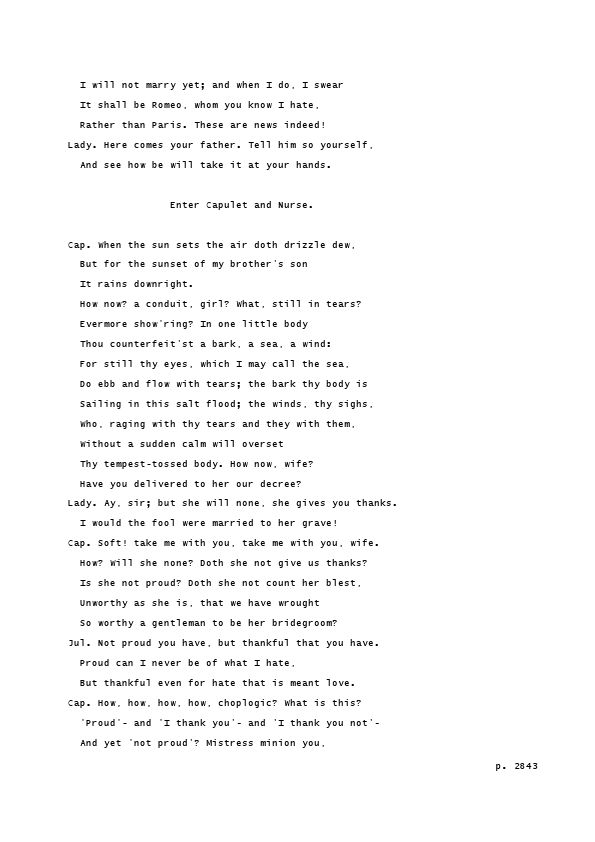 I will not marry yet; and when I do, I swear
It shall be Romeo, whom you know I hate,
Rather than Paris. These are news indeed!
Lady. Here comes your father. Tell him so yourself,
And see how be will take it at your hands.
Enter Capulet and Nurse.
Cap. When the sun sets the air doth drizzle dew,
But for the sunset of my brother's son
It rains downright.
How now? a conduit, girl? What, still in tears?
Evermore show'ring? In one little body
Thou counterfeit'st a bark, a sea, a wind:
For still thy eyes, which I may call the sea,
Do ebb and flow with tears; the bark thy body is
Sailing in this salt flood; the winds, thy sighs,
Who, raging with thy tears and they with them,
Without a sudden calm will overset
Thy tempest-tossed body. How now, wife?
Have you delivered to her our decree?
Lady. Ay, sir; but she will none, she gives you thanks.
I would the fool were married to her grave!
Cap. Soft! take me with you, take me with you, wife.
How? Will she none? Doth she not give us thanks?
Is she not proud? Doth she not count her blest,
Unworthy as she is, that we have wrought
So worthy a gentleman to be her bridegroom?
Jul. Not proud you have, but thankful that you have.
Proud can I never be of what I hate,
But thankful even for hate that is meant love.
Cap. How, how, how, how, choplogic? What is this?
'Proud'- and 'I thank you'- and 'I thank you not'-
And yet 'not proud'? Mistress minion you,
p. 2843